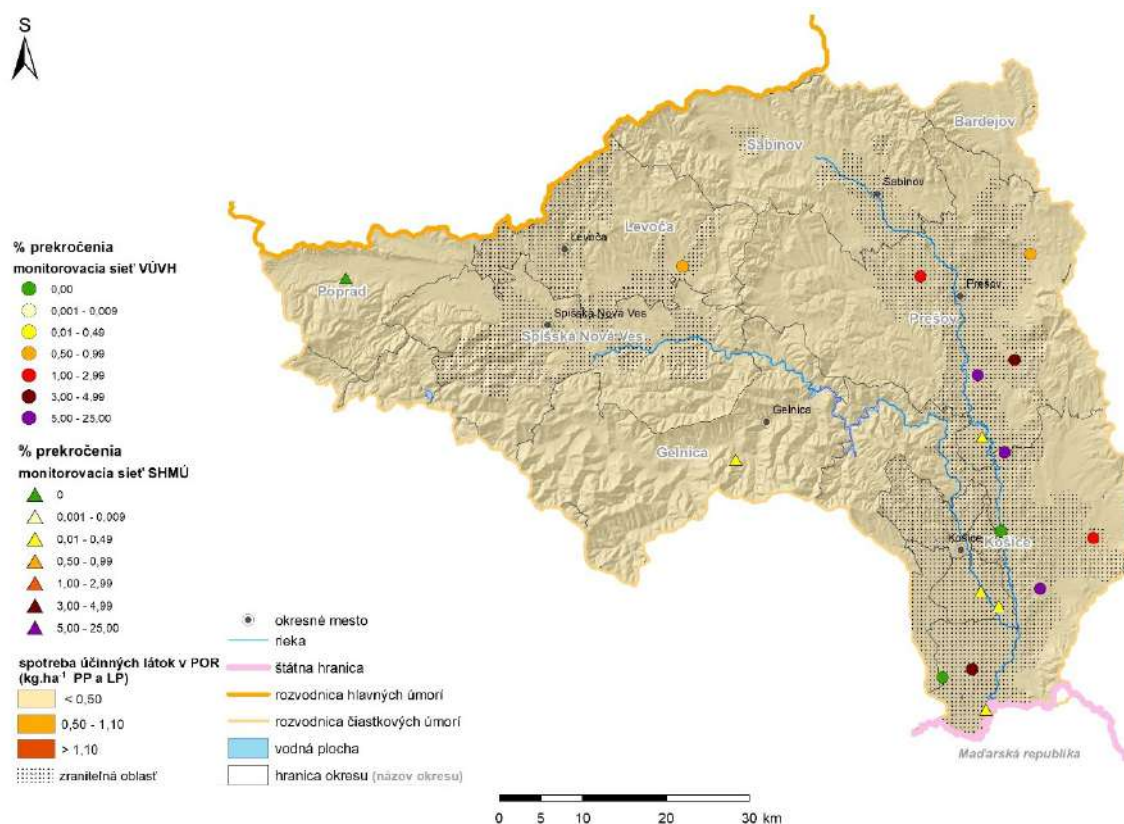 S
Bardejov
Sabinov
Sabinov
Levoča
Levoča
Poprad
Prešov
Prešov
Spišská Nová Ves
Spišská Nová Ves
Gelnica
Gelnica
Košice
Košice
Maďarská republika
% prekročenia
monitorovacia sieť VÚVH
0,00
0,001 - 0,009
0,01 - 0,49
0,50 - 0,99
1,00 - 2,99
3,00 - 4,99
5,00 - 25,00
% prekročenia
monitorovacia sieť SHMÚ
0
0,001 - 0,009
0,01 - 0,49
0,50 - 0,99
1,00 - 2,99
3,00 - 4,99
5,00 - 25,00
spotreba účinných látok v POR
(kg.ha⁻¹ PP a LP)
< 0,50
0,50 - 1,10
> 1,10
zraniteľná oblasť
okresné mesto
rieka
štátna hranica
rozvodnica hlavných úmorí
rozvodnica čiastkových úmorí
vodná plocha
hranica okresu (názov okresu)
0 5 10 20 30 km